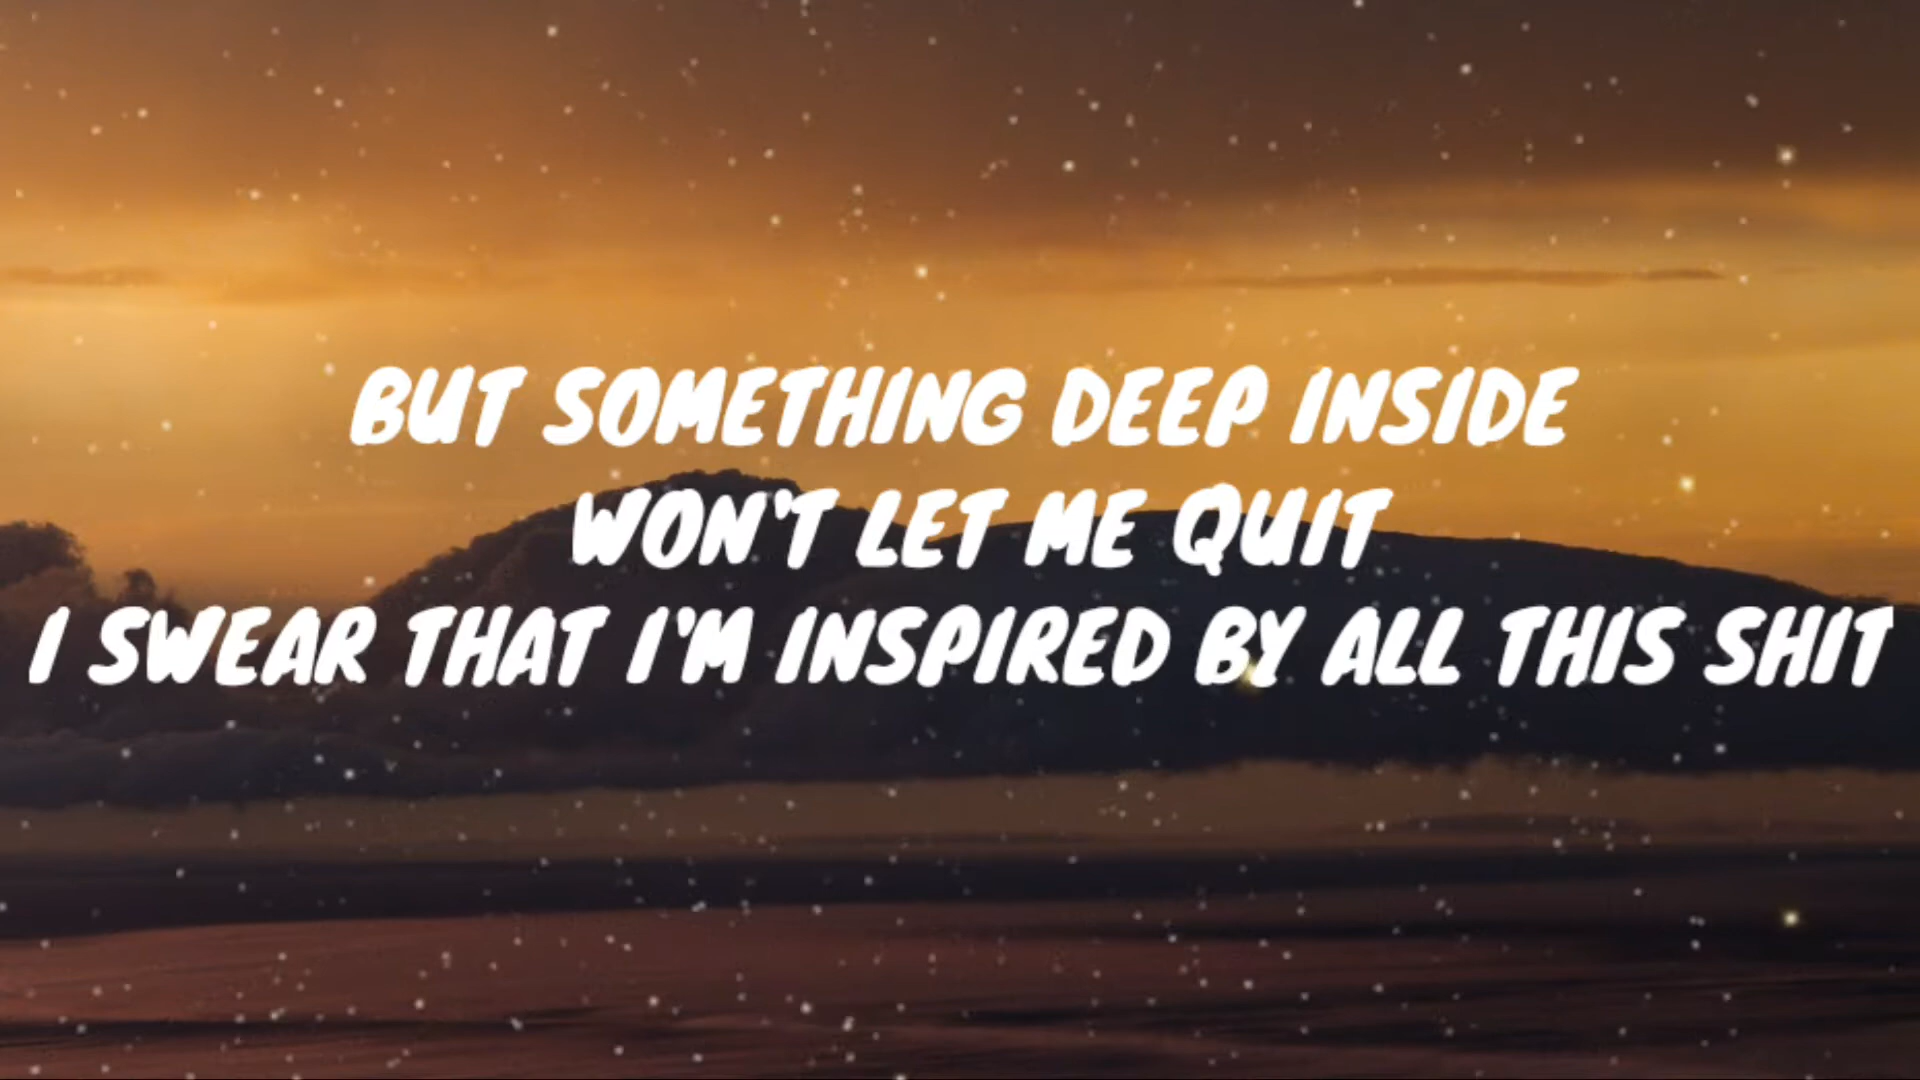 BUT SOMETHING DEEP INSIDE
WON'T LET ME QUIT
I SWEAR THAT I'M INSPIRED BY ALL THIS SHIT